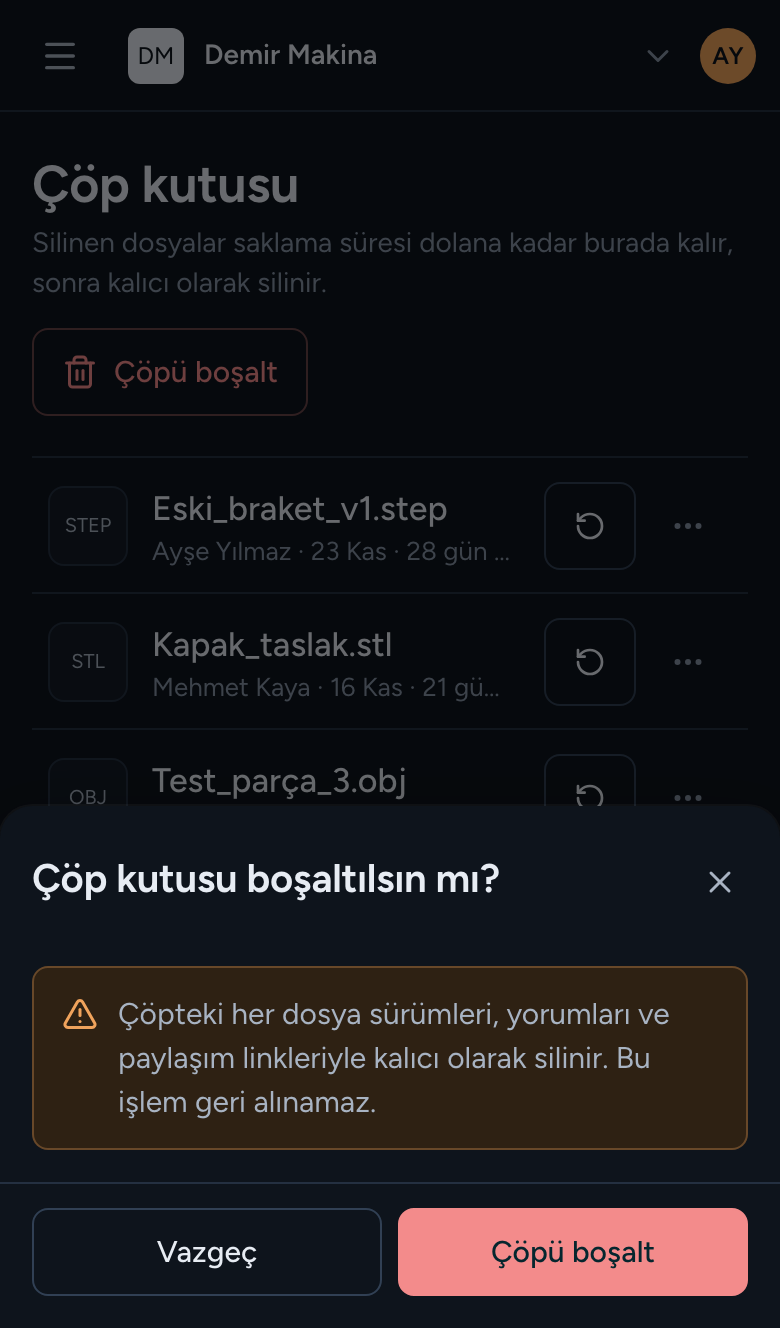 DM Demir Makina AY
Çöp kutusu
Silinen dosyalar saklama süresi dolana kadar burada kalır,
sonra kalıcı olarak silinir.
Çöpü boşalt
STEP Eski_braket_v1.step
Ayşe Yılmaz · 23 Kas · 28 gün ...
STL Kapak_taslak.stl
Mehmet Kaya · 16 Kas · 21 gü...
OBJ Test_parça_3.obj
Çöp kutusu boşaltılsın mı?
Çöpteki her dosya sürümleri, yorumları ve
paylaşım linkleriyle kalıcı olarak silinir. Bu
işlem geri alınamaz.
Vazgeç Çöpü boşalt